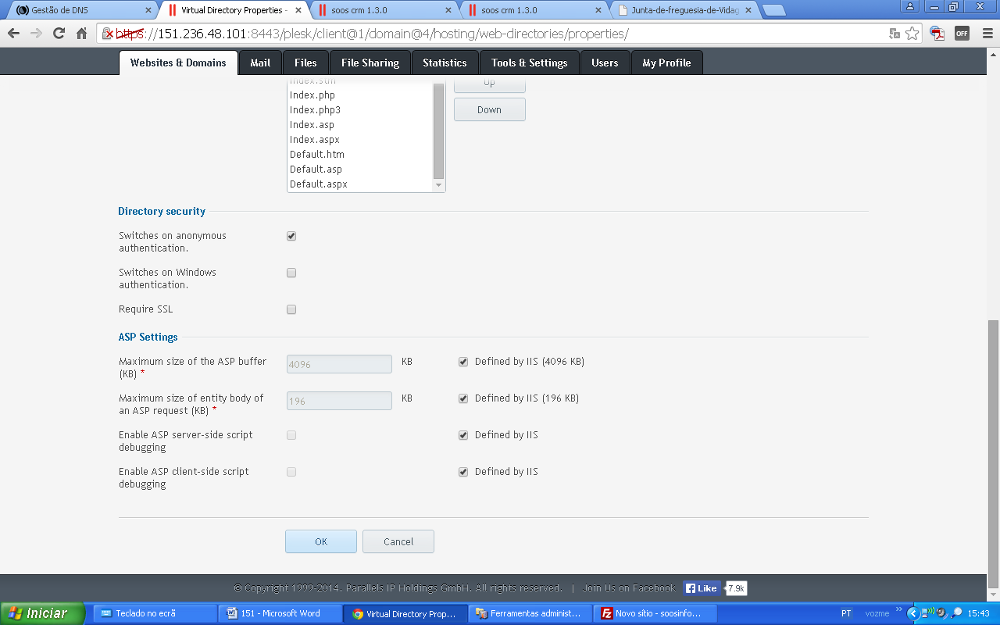 Gestão de DNS
Virtual Directory Properties -
soos crm 1.3.0
soos crm 1.3.0
Junta-de-freguesia-de-Vidag
https://151.236.48.101:8443/plesk/client@1/domain@4/hosting/web-directories/properties/
OFF
Websites & Domains
Mail
Files
File Sharing
Statistics
Tools & Settings
Users
My Profile
Index.stm
Index.php
Index.php3
Index.asp
Index.aspx
Default.htm
Default.asp
Default.aspx
Up
Down
Directory security
Switches on anonymous
authentication.
Switches on Windows
authentication.
Require SSL
ASP Settings
Maximum size of the ASP buffer
(KB) *
4096
KB
Defined by IIS (4096 KB)
Maximum size of entity body of
an ASP request (KB) *
196
KB
Defined by IIS (196 KB)
Enable ASP server-side script
debugging
Defined by IIS
Enable ASP client-side script
debugging
Defined by IIS
OK
Cancel
© Copyright 1999-2014. Parallels IP Holdings GmbH. All rights reserved. | Join Us on Facebook
Like
7.9k
Iniciar
Teclado no ecrã
151 - Microsoft Word
Virtual Directory Prop...
Ferramentas administ...
Novo sítio - soosinfo...
PT
vozme
15:43